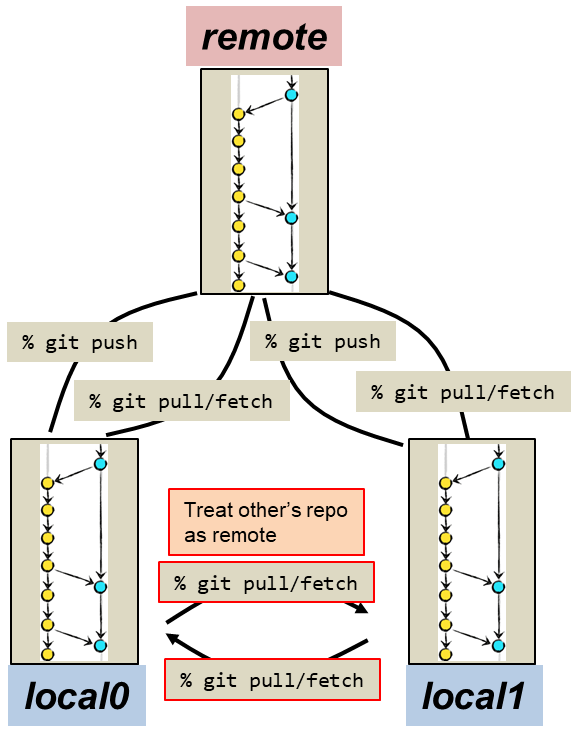 remote
% git push
% git push
% git pull/fetch
% git pull/fetch
Treat other’s repo
as remote
% git pull/fetch
% git pull/fetch
local0
local1